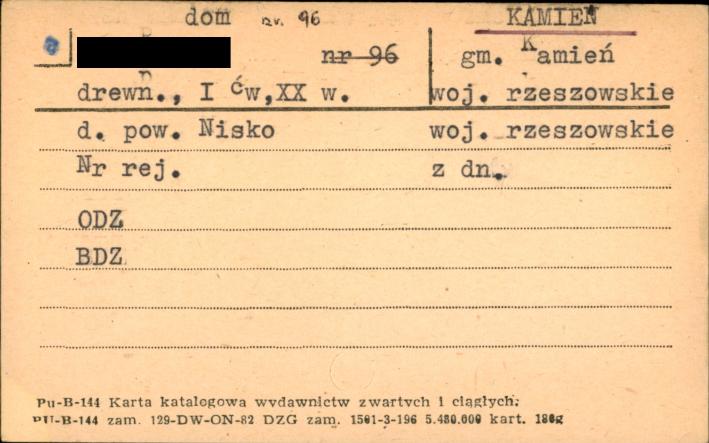 dom nr. 96 KAMIEŃ
nr 96 gm. Kamień
drewn., I ćw, XX w. woj. rzeszowskie
d. pow. Nisko woj. rzeszowskie
Nr rej. z dn.
ODZ
BDZ
Pu-B-144 Karta katalogowa wydawnictw zwartych i ciągłych.
PU-B-144 zam. 129-DW-ON-82 DZG zam. 1501-3-196 5.480.000 kart. 180g